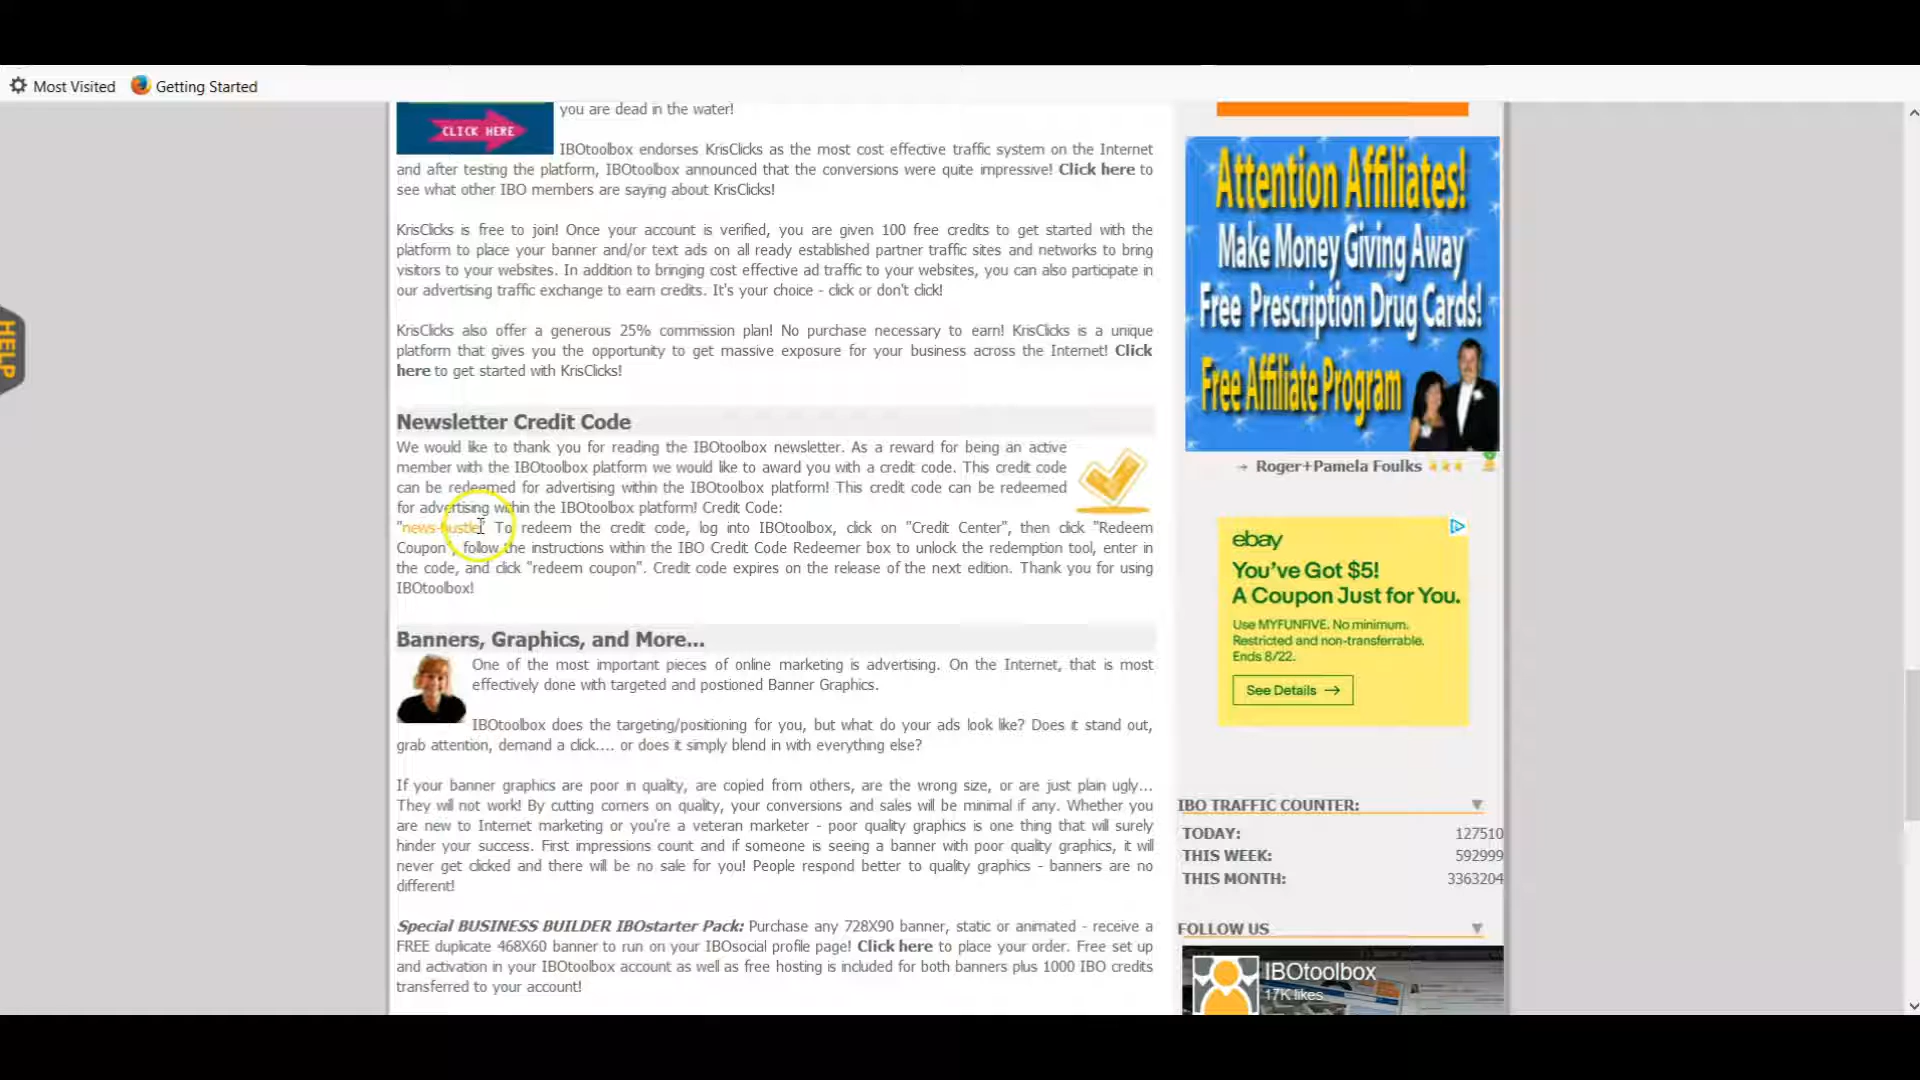 Most Visited
Getting Started
HELP
CLICK HERE
you are dead in the water!
IBOtoolbox endorses KrisClicks as the most cost effective traffic system on the Internet
and after testing the platform, IBOtoolbox announced that the conversions were quite impressive! Click here to
see what other IBO members are saying about KrisClicks!
KrisClicks is free to join! Once your account is verified, you are given 100 free credits to get started with the
platform to place your banner and/or text ads on all ready established partner traffic sites and networks to bring
visitors to your websites. In addition to bringing cost effective ad traffic to your websites, you can also participate in
our advertising traffic exchange to earn credits. It's your choice - click or don't click!
KrisClicks also offer a generous 25% commission plan! No purchase necessary to earn! KrisClicks is a unique
platform that gives you the opportunity to get massive exposure for your business across the Internet! Click
here to get started with KrisClicks!
Newsletter Credit Code
We would like to thank you for reading the IBOtoolbox newsletter. As a reward for being an active
member with the IBOtoolbox platform we would like to award you with a credit code. This credit code
can be redeemed for advertising within the IBOtoolbox platform! This credit code can be redeemed
for advertising within the IBOtoolbox platform! Credit Code:
"news-hustle" To redeem the credit code, log into IBOtoolbox, click on "Credit Center", then click "Redeem
Coupon", follow the instructions within the IBO Credit Code Redeemer box to unlock the redemption tool, enter in
the code, and click "redeem coupon". Credit code expires on the release of the next edition. Thank you for using
IBOtoolbox!
Banners, Graphics, and More...
One of the most important pieces of online marketing is advertising. On the Internet, that is most
effectively done with targeted and postioned Banner Graphics.
IBOtoolbox does the targeting/positioning for you, but what do your ads look like? Does it stand out,
grab attention, demand a click.... or does it simply blend in with everything else?
If your banner graphics are poor in quality, are copied from others, are the wrong size, or are just plain ugly...
They will not work! By cutting corners on quality, your conversions and sales will be minimal if any. Whether you
are new to Internet marketing or you're a veteran marketer - poor quality graphics is one thing that will surely
hinder your success. First impressions count and if someone is seeing a banner with poor quality graphics, it will
never get clicked and there will be no sale for you! People respond better to quality graphics - banners are no
different!
Special BUSINESS BUILDER IBOstarter Pack: Purchase any 728X90 banner, static or animated - receive a
FREE duplicate 468X60 banner to run on your IBOsocial profile page! Click here to place your order. Free set up
and activation in your IBOtoolbox account as well as free hosting is included for both banners plus 1000 IBO credits
transferred to your account!
Attention Affiliates!
Make Money Giving Away
Free Prescription Drug Cards!
Free Affiliate Program
Roger+Pamela Foulks
ebay
You've Got $5!
A Coupon Just for You.
Use MYFUNFIVE. No minimum.
Restricted and non-transferrable.
Ends 8/22.
See Details
IBO TRAFFIC COUNTER:
TODAY: 127510
THIS WEEK: 592999
THIS MONTH: 3363204
FOLLOW US
IBOtoolbox
17K likes